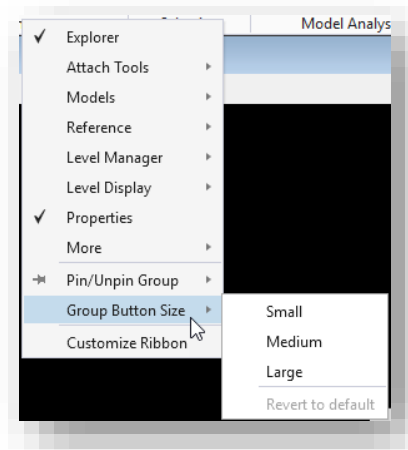 Model Analys
Explorer
Attach Tools
Models
Reference
Level Manager
Level Display
Properties
More
Pin/Unpin Group
Group Button Size
Customize Ribbon
Small
Medium
Large
Revert to default